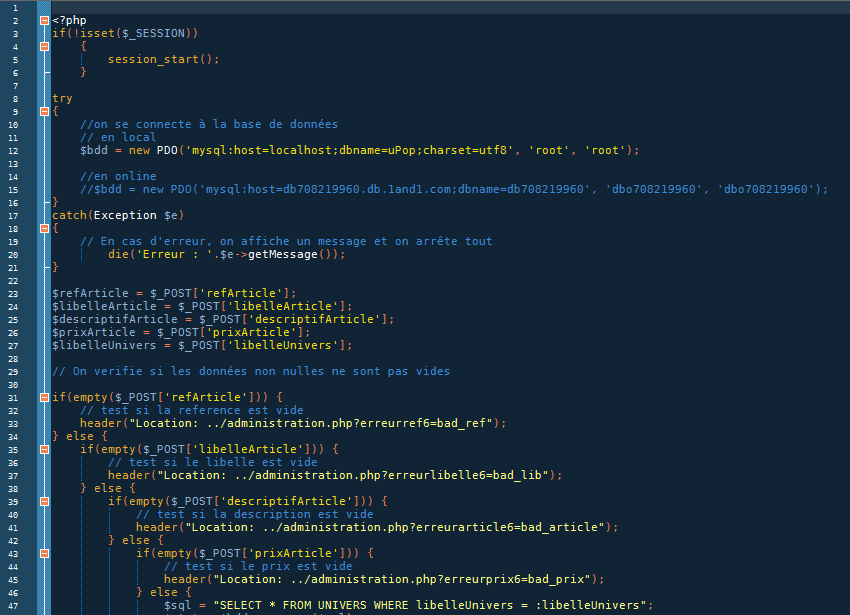 1
2 <?php
3 if(!isset($_SESSION))
4 {
5 session_start();
6 }
7
8 try
9 {
10 //on se connecte à la base de données
11 // en local
12 $bdd = new PDO('mysql:host=localhost;dbname=uPop;charset=utf8', 'root', 'root');
13
14 //en online
15 //$bdd = new PDO('mysql:host=db708219960.db.1and1.com;dbname=db708219960', 'dbo708219960', 'dbo708219960');
16 }
17 catch(Exception $e)
18 {
19 // En cas d'erreur, on affiche un message et on arrête tout
20 die('Erreur : '.$e->getMessage());
21 }
22
23 $refArticle = $_POST['refArticle'];
24 $libelleArticle = $_POST['libelleArticle'];
25 $descriptifArticle = $_POST['descriptifArticle'];
26 $prixArticle = $_POST['prixArticle'];
27 $libelleUnivers = $_POST['libelleUnivers'];
28
29 // On verifie si les données non nulles ne sont pas vides
30
31 if(empty($_POST['refArticle'])) {
32 // test si la reference est vide
33 header("Location: ../administration.php?erreurref6=bad_ref");
34 } else {
35 if(empty($_POST['libelleArticle'])) {
36 // test si le libelle est vide
37 header("Location: ../administration.php?erreurlibelle6=bad_lib");
38 } else {
39 if(empty($_POST['descriptifArticle'])) {
40 // test si la description est vide
41 header("Location: ../administration.php?erreurarticle6=bad_article");
42 } else {
43 if(empty($_POST['prixArticle'])) {
44 // test si le prix est vide
45 header("Location: ../administration.php?erreurprix6=bad_prix");
46 } else {
47 $sql = "SELECT * FROM UNIVERS WHERE libelleUnivers = :libelleUnivers";